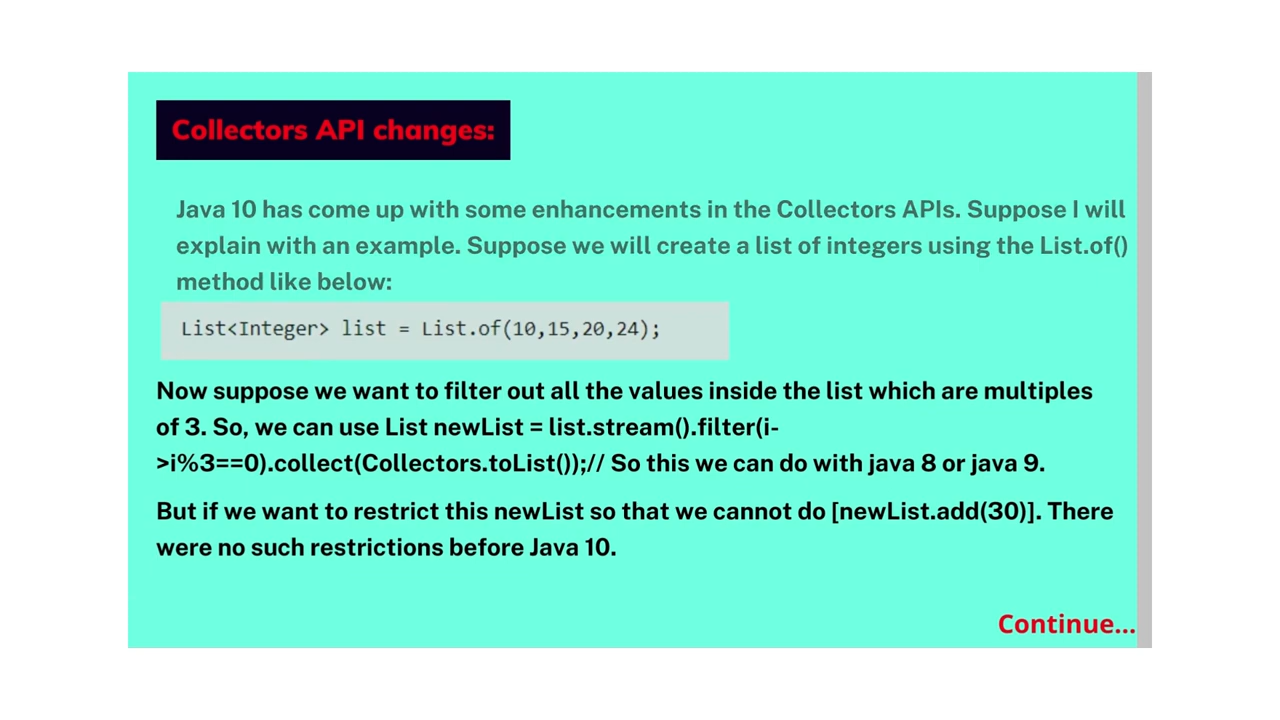 Collectors API changes:
Java 10 has come up with some enhancements in the Collectors APIs. Suppose I will
explain with an example. Suppose we will create a list of integers using the List.of()
method like below:
List<Integer> list = List.of(10,15,20,24);
Now suppose we want to filter out all the values inside the list which are multiples
of 3. So, we can use List newList = list.stream().filter(i-
>i%3==0).collect(Collectors.toList());// So this we can do with java 8 or java 9.
But if we want to restrict this newList so that we cannot do [newList.add(30)]. There
were no such restrictions before Java 10.
Continue...